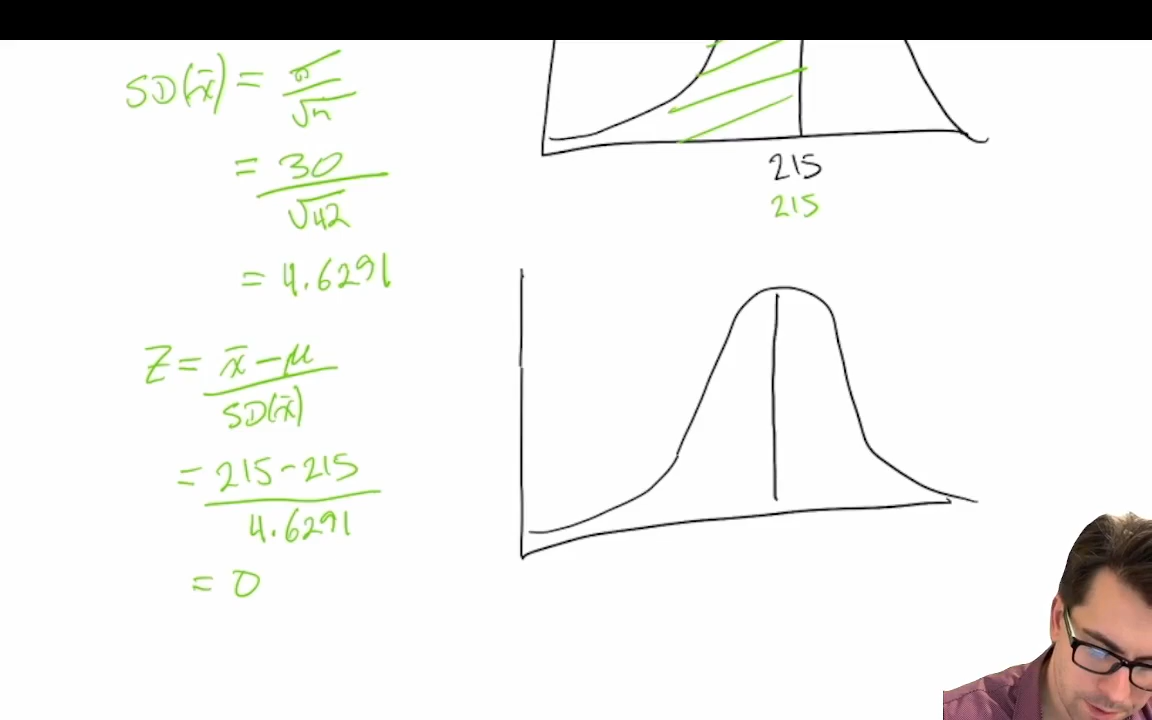 SD(x̄) = σ/√n
= 30/√42
= 4.6291
Z = x̄ − μ/SD(x̄)
= 215 − 215/4.6291
= 0
215
215